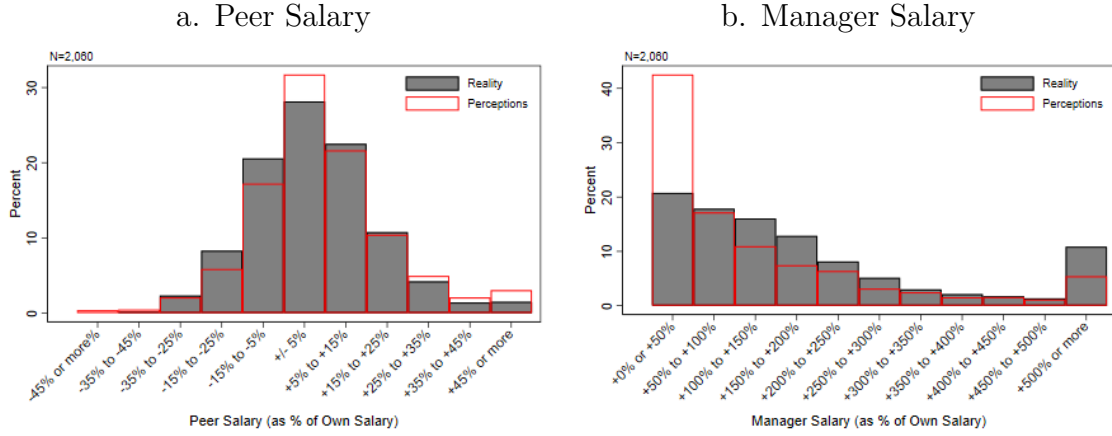 a. Peer Salary
N=2,060
Reality
Perceptions
Percent
0
10
20
30
-45% or more%
-35% to -45%
-35% to -25%
-15% to -25%
-15% to -5%
+/- 5%
+5% to +15%
+15% to +25%
+25% to +35%
+35% to +45%
+45% or more
Peer Salary (as % of Own Salary)
b. Manager Salary
N=2,060
Reality
Perceptions
Percent
0
10
20
30
40
+0% or +50%
+50% to +100%
+100% to +150%
+150% to +200%
+200% to +250%
+250% to +300%
+300% to +350%
+350% to +400%
+400% to +450%
+450% to +500%
+500% or more
Manager Salary (as % of Own Salary)